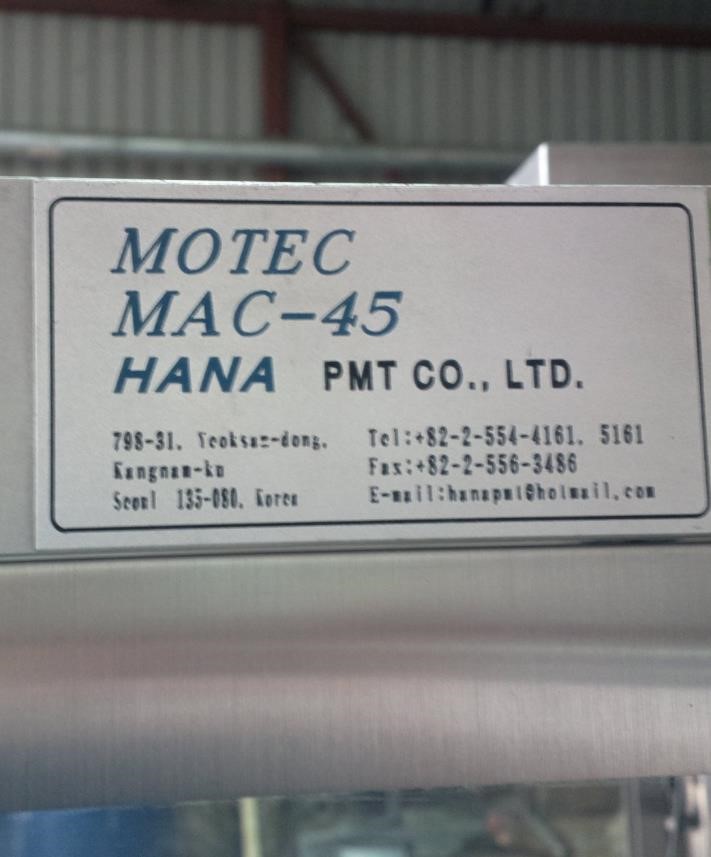 MOTEC
MAC-45
HANA PMT CO., LTD.
798-31, Yeoksam-dong,
Kangnam-ku
Seoul 135-080, Korea
Tel:+82-2-554-4161, 5161
Fax:+82-2-556-3486
E-mail:hanapmt@hotmail.com